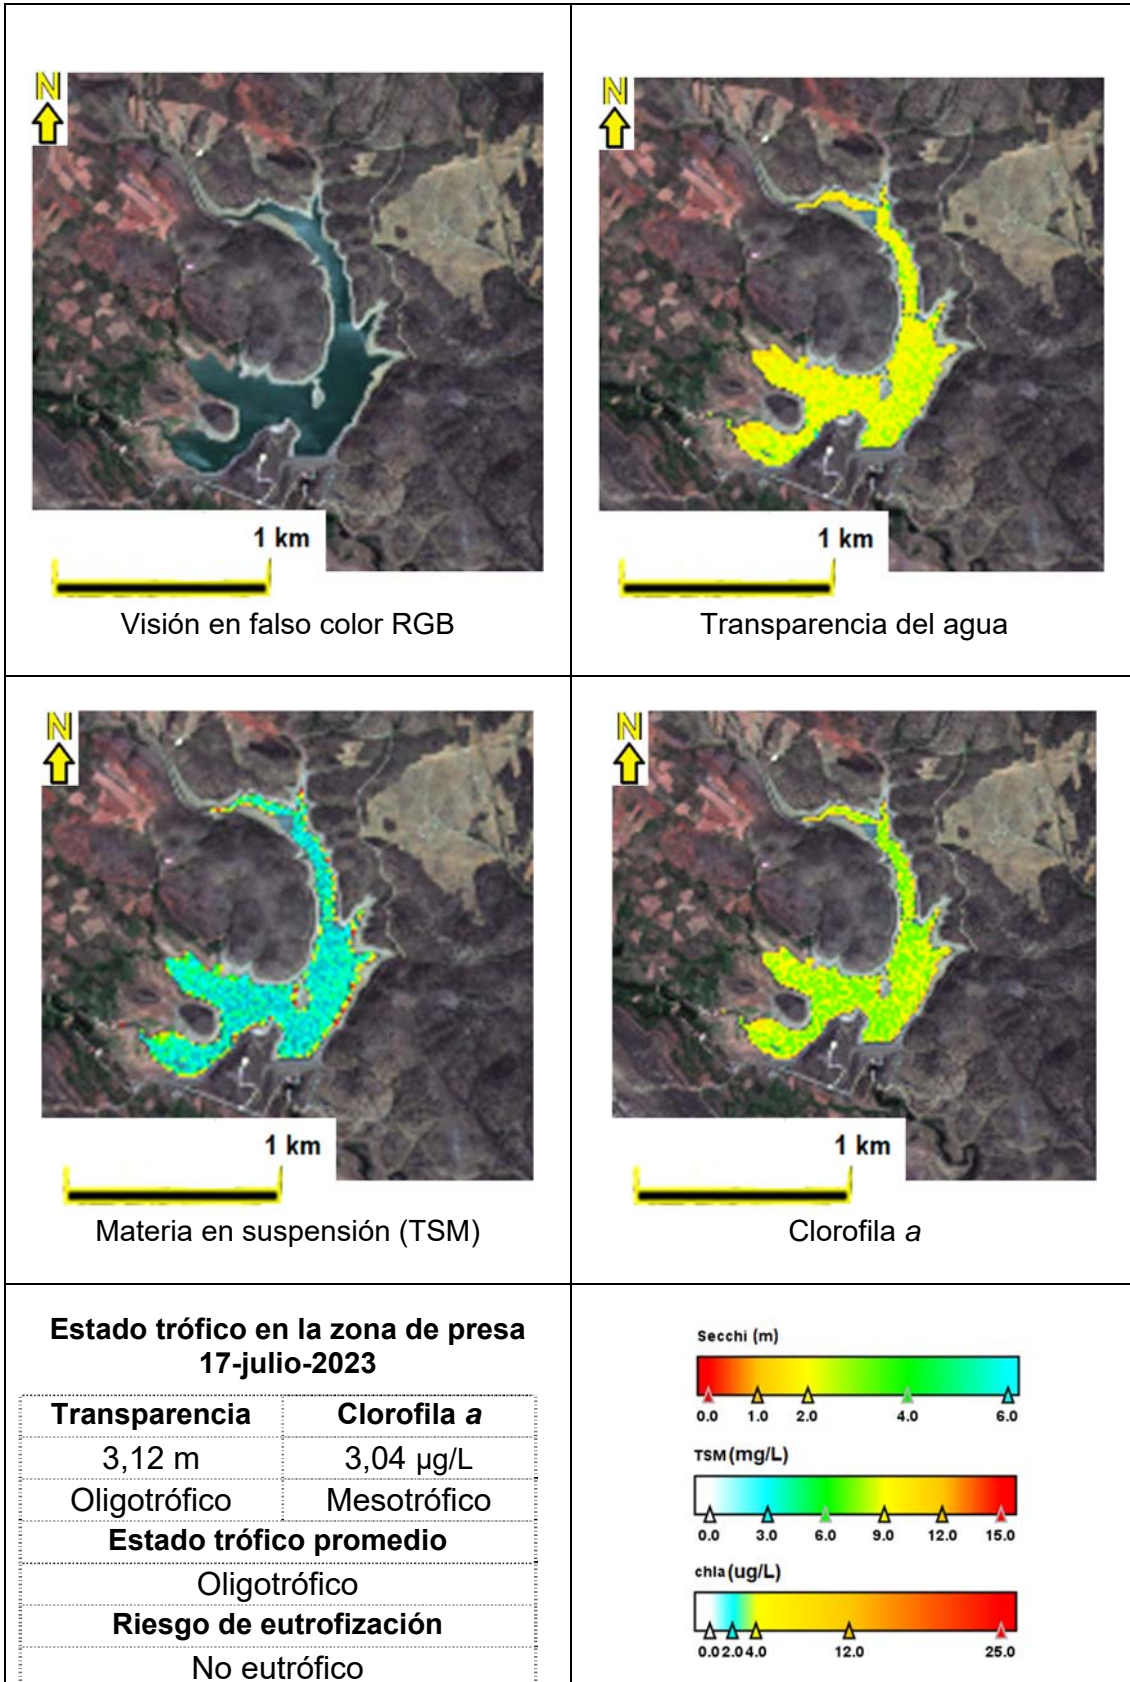 N
N
1 km
1 km
Visión en falso color RGB
Transparencia del agua
N
N
1 km
1 km
Materia en suspensión (TSM)
Clorofila a
Estado trófico en la zona de presa
17-julio-2023
Transparencia
Clorofila a
3,12 m
3,04 µg/L
Oligotrófico
Mesotrófico
Estado trófico promedio
Oligotrófico
Riesgo de eutrofización
No eutrófico
Secchi (m)
0.0 1.0 2.0 4.0 6.0
TSM (mg/L)
0.0 3.0 6.0 9.0 12.0 15.0
chla (ug/L)
0.0 2.0 4.0 12.0 25.0